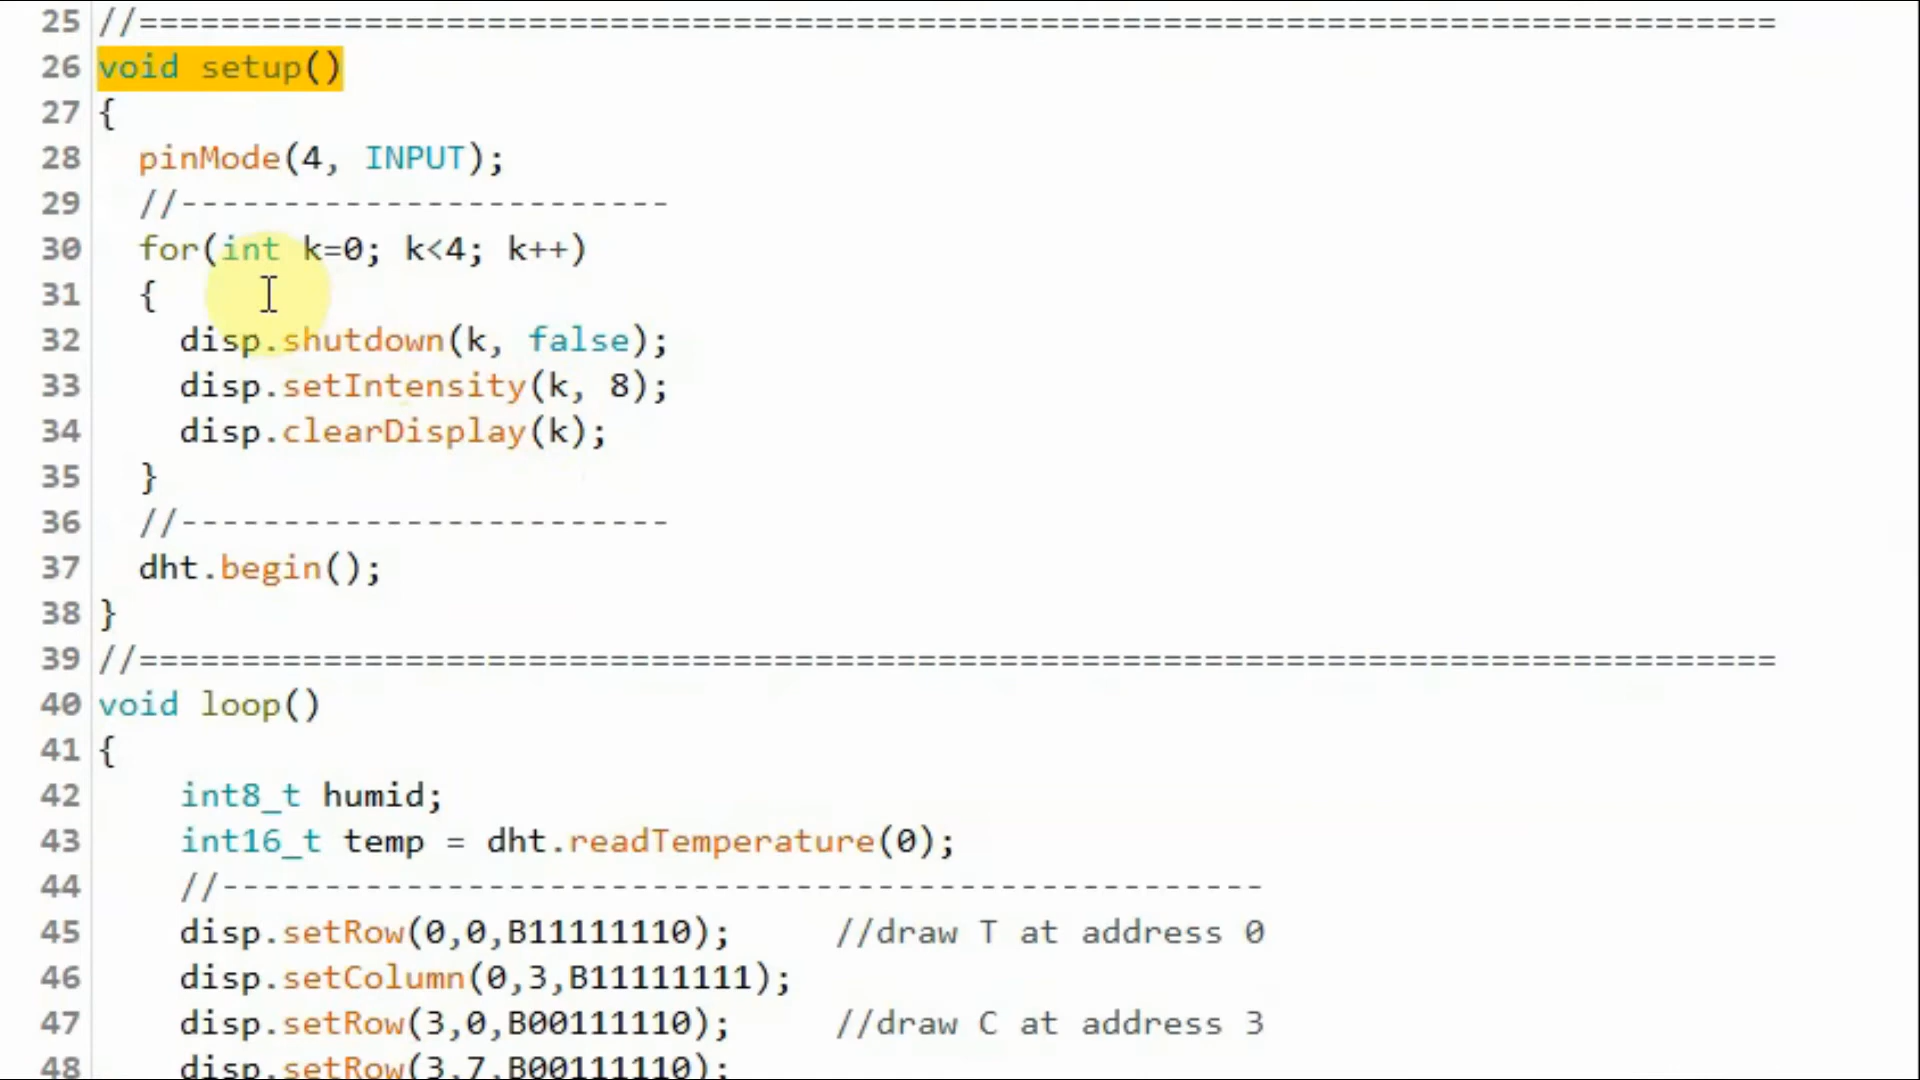 25 //================================================================================
26 void setup()
27 {
28 pinMode(4, INPUT);
29 //------------------------
30 for(int k=0; k<4; k++)
31 {
32 disp.shutdown(k, false);
33 disp.setIntensity(k, 8);
34 disp.clearDisplay(k);
35 }
36 //------------------------
37 dht.begin();
38 }
39 //================================================================================
40 void loop()
41 {
42 int8_t humid;
43 int16_t temp = dht.readTemperature(0);
44 //---------------------------------------------------
45 disp.setRow(0,0,B11111110); //draw T at address 0
46 disp.setColumn(0,3,B11111111);
47 disp.setRow(3,0,B00111110); //draw C at address 3
48 disp.setRow(3,7,B00111110);